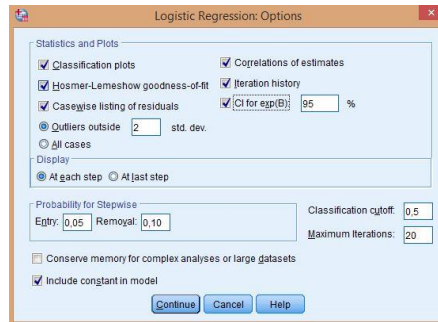 Logistic Regression: Options
Statistics and Plots
Classification plots
Correlations of estimates
Hosmer-Lemeshow goodness-of-fit
Iteration history
Casewise listing of residuals
CI for exp(B): 95 %
Outliers outside 2 std. dev.
All cases
Display
At each step At last step
Probability for Stepwise
Entry: 0,05 Removal: 0,10
Classification cutoff: 0,5
Maximum Iterations: 20
Conserve memory for complex analyses or large datasets
Include constant in model
Continue Cancel Help